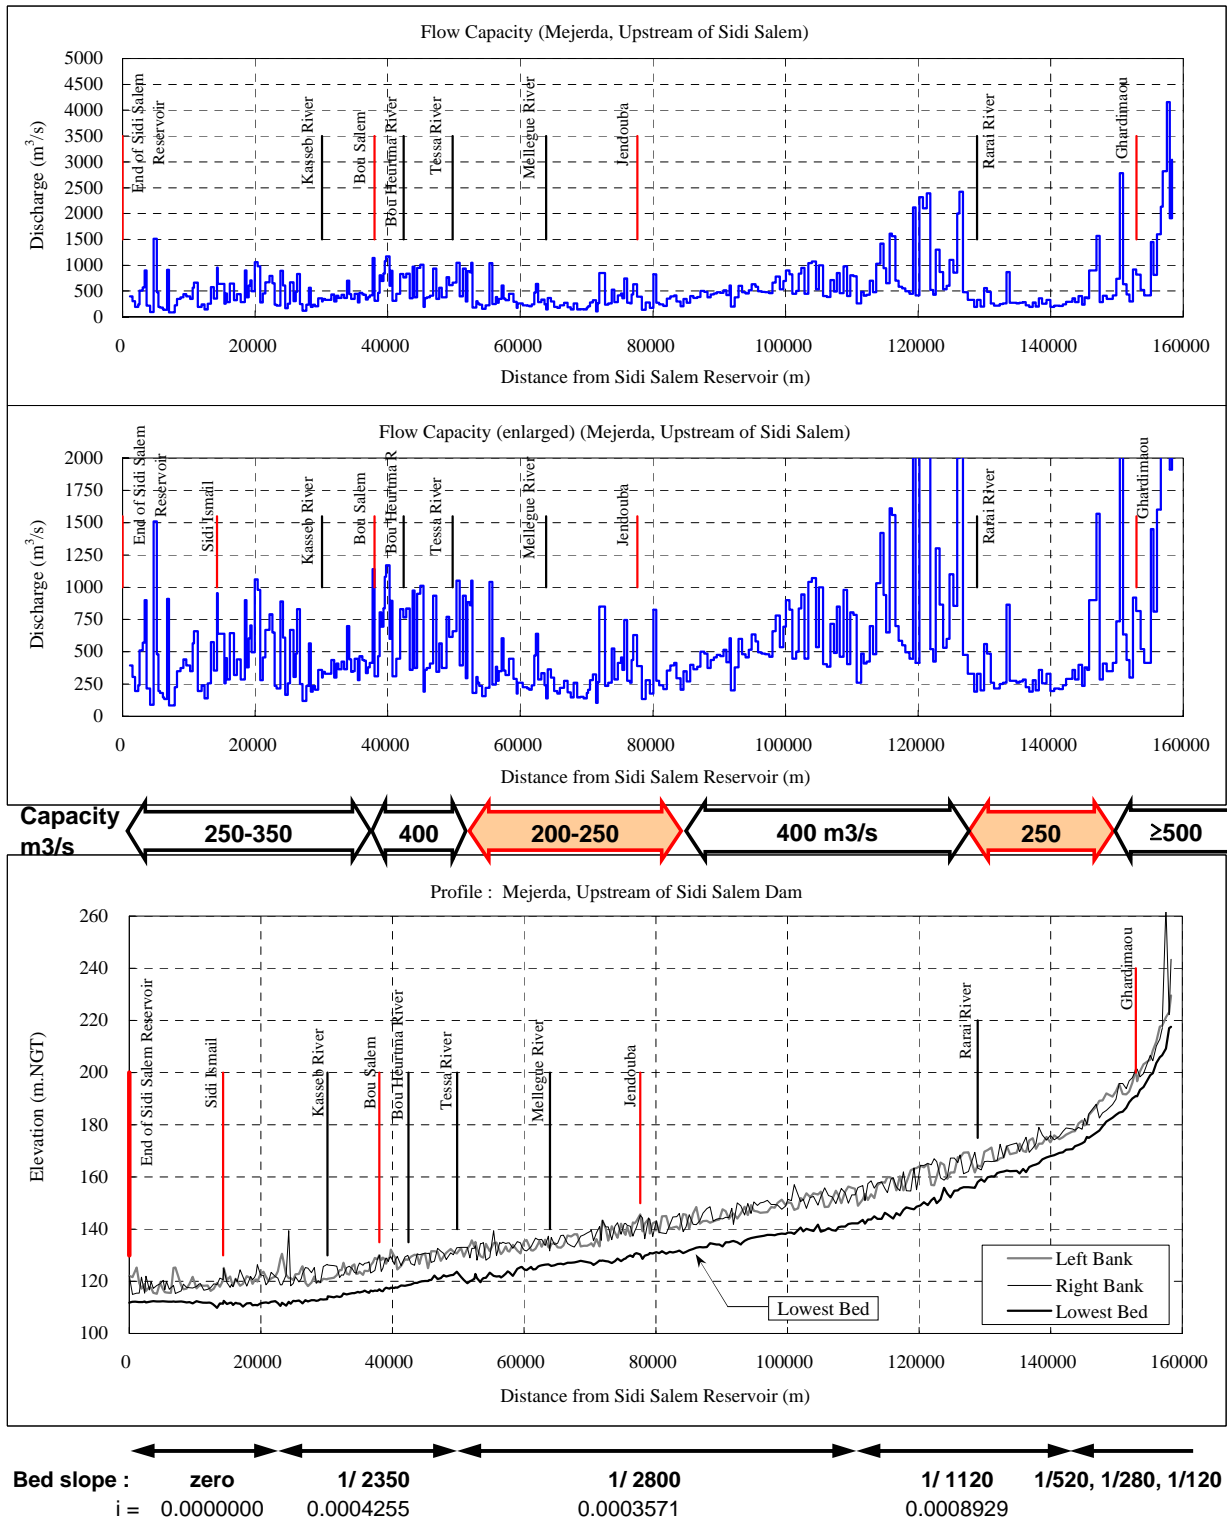 Flow Capacity (Mejerda, Upstream of Sidi Salem)
Discharge (m3/s)
5000
4500
4000
3500
3000
2500
2000
1500
1000
500
0
End of Sidi Salem
Reservoir
Kasseb River
Bou Salem
Bou Heurtma River
Tessa River
Mellegue River
Jendouba
Rarai River
Ghardimaou
0 20000 40000 60000 80000 100000 120000 140000 160000
Distance from Sidi Salem Reservoir (m)
Flow Capacity (enlarged) (Mejerda, Upstream of Sidi Salem)
Discharge (m3/s)
2000
1750
1500
1250
1000
750
500
250
0
End of Sidi Salem
Reservoir
Sidi Ismail
Kasseb River
Bou Salem
Bou Heurtma R
Tessa River
Mellegue River
Jendouba
Rarai River
Ghardimaou
0 20000 40000 60000 80000 100000 120000 140000 160000
Distance from Sidi Salem Reservoir (m)
Capacity
m3/s
250-350 400 200-250 400 m3/s 250 ≥500
Profile : Mejerda, Upstream of Sidi Salem Dam
Elevation (m.NGT)
260
240
220
200
180
160
140
120
100
End of Sidi Salem Reservoir
Sidi Ismail
Kasseb River
Bou Salem
Bou Heurtma River
Tessa River
Mellegue River
Jendouba
Rarai River
Ghardimaou
Lowest Bed
Left Bank
Right Bank
Lowest Bed
0 20000 40000 60000 80000 100000 120000 140000 160000
Distance from Sidi Salem Reservoir (m)
Bed slope : zero 1/ 2350 1/ 2800 1/ 1120 1/520, 1/280, 1/120
i = 0.0000000 0.0004255 0.0003571 0.0008929